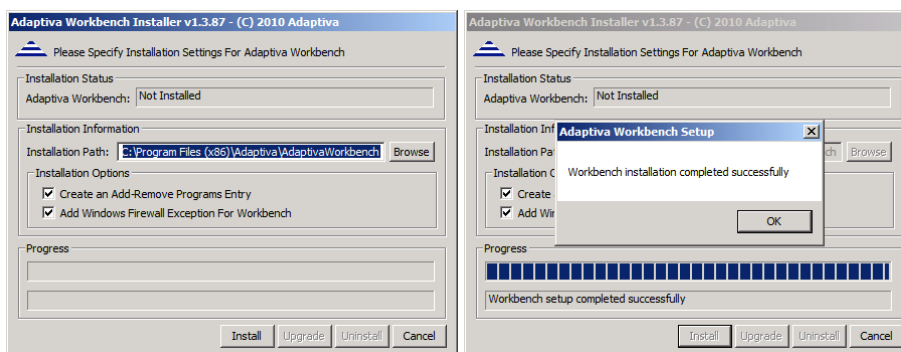 Adaptiva Workbench Installer v1.3.87 - (C) 2010 Adaptiva
Please Specify Installation Settings For Adaptiva Workbench
Installation Status
Adaptiva Workbench: Not Installed
Installation Information
Installation Path: C:\Program Files (x86)\Adaptiva\AdaptivaWorkbench Browse
Installation Options
Create an Add-Remove Programs Entry
Add Windows Firewall Exception For Workbench
Progress
Install Upgrade Uninstall Cancel
Adaptiva Workbench Installer v1.3.87 - (C) 2010 Adaptiva
Please Specify Installation Settings For Adaptiva Workbench
Installation Status
Adaptiva Workbench: Not Installed
Installation Inf
Installation Pat ch Browse
Installation O
Create
Add Win
Adaptiva Workbench Setup
Workbench installation completed successfully
OK
Progress
Workbench setup completed successfully
Install Upgrade Uninstall Cancel